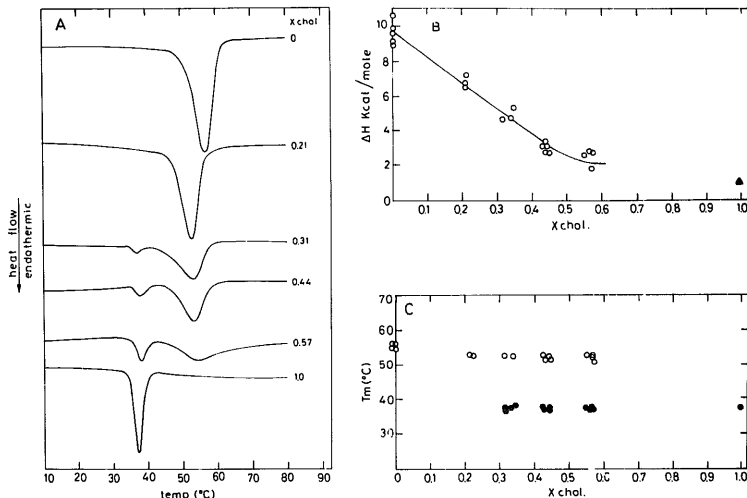 A
X chol
0
0.21
0.31
0.44
0.57
1.0
heat flow
endothermic
10 20 30 40 50 60 70 80 90
temp (°C)
B
10
8
6
4
2
0
ΔH Kcal/mole
0.1 0.2 0.3 0.4 0.5 0.6 0.7 0.8 0.9 1.0
X chol.
C
70
60
50
40
30
Tm (°C)
0 0.1 0.2 0.3 0.4 0.5 0.6 0.7 0.8 0.9 1.0
X chol.